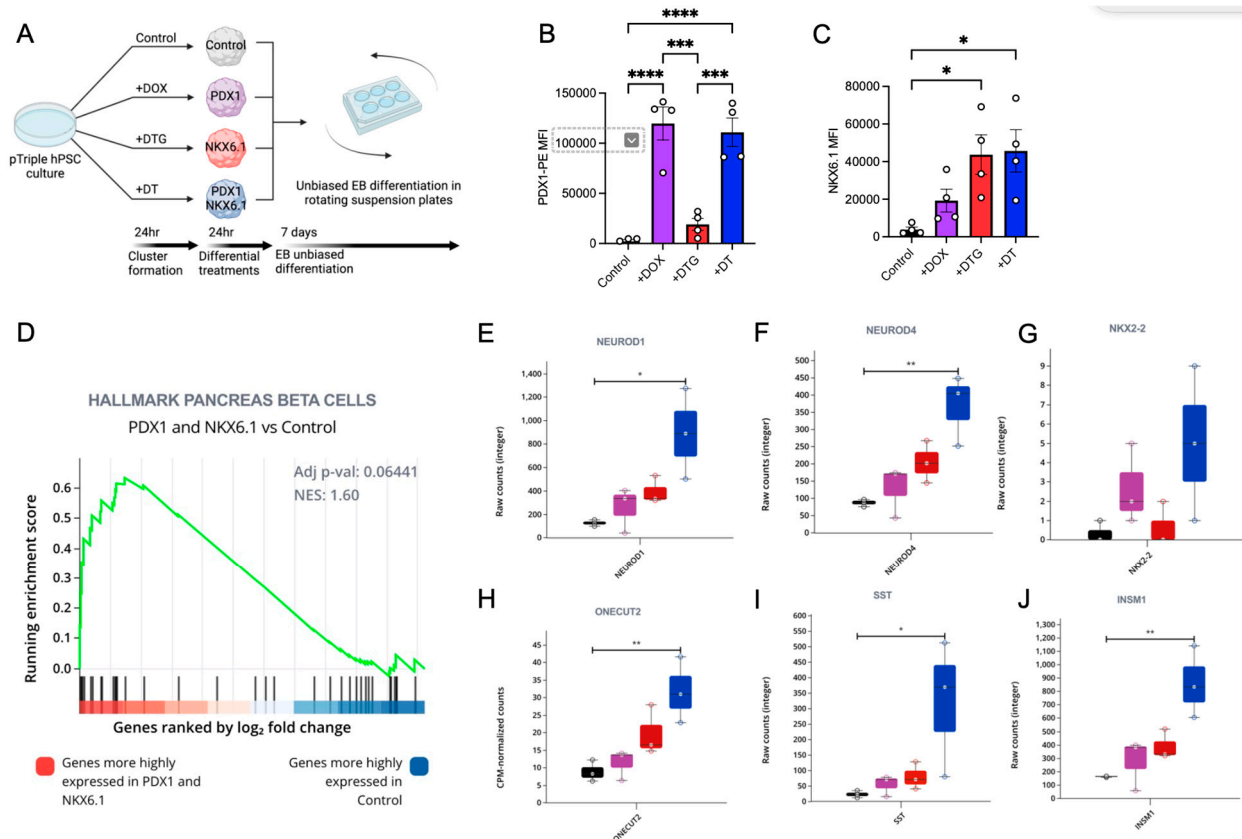 A
Control
Control
+DOX
PDX1
+DTG
NKX6.1
+DT
PDX1
NKX6.1
pTriple hPSC
culture
Unbiased EB differentiation in
rotating suspension plates
24hr
Cluster
formation
24hr
Differential
treatments
7 days
EB unbiased
differentiation
B
****
***
****
***
PDX1-PE MFI
150000
100000
50000
0
Control
+DOX
+DTG
+DT
C
*
*
NKX6.1 MFI
80000
60000
40000
20000
0
Control
+DOX
+DTG
+DT
D
HALLMARK PANCREAS BETA CELLS
PDX1 and NKX6.1 vs Control
Adj p-val: 0.06441
NES: 1.60
Running enrichment score
0.6
0.5
0.4
0.3
0.2
0.1
0.0
Genes ranked by log₂ fold change
Genes more highly
expressed in PDX1 and
NKX6.1
Genes more highly
expressed in
Control
E
NEUROD1
*
Raw counts (integer)
1,400
1,200
1,000
800
600
400
200
0
NEUROD1
F
NEUROD4
**
Raw counts (integer)
500
450
400
350
300
250
200
150
100
50
0
NEUROD4
G
NKX2-2
Raw counts (integer)
9
8
7
6
5
4
3
2
1
0
NKX2-2
H
ONECUT2
**
CPM-normalized counts
45
40
35
30
25
20
15
10
5
0
ONECUT2
I
SST
*
Raw counts (integer)
600
550
500
450
400
350
300
250
200
150
100
50
0
SST
J
INSM1
**
Raw counts (integer)
1,300
1,200
1,100
1,000
900
800
700
600
500
400
300
200
100
0
INSM1